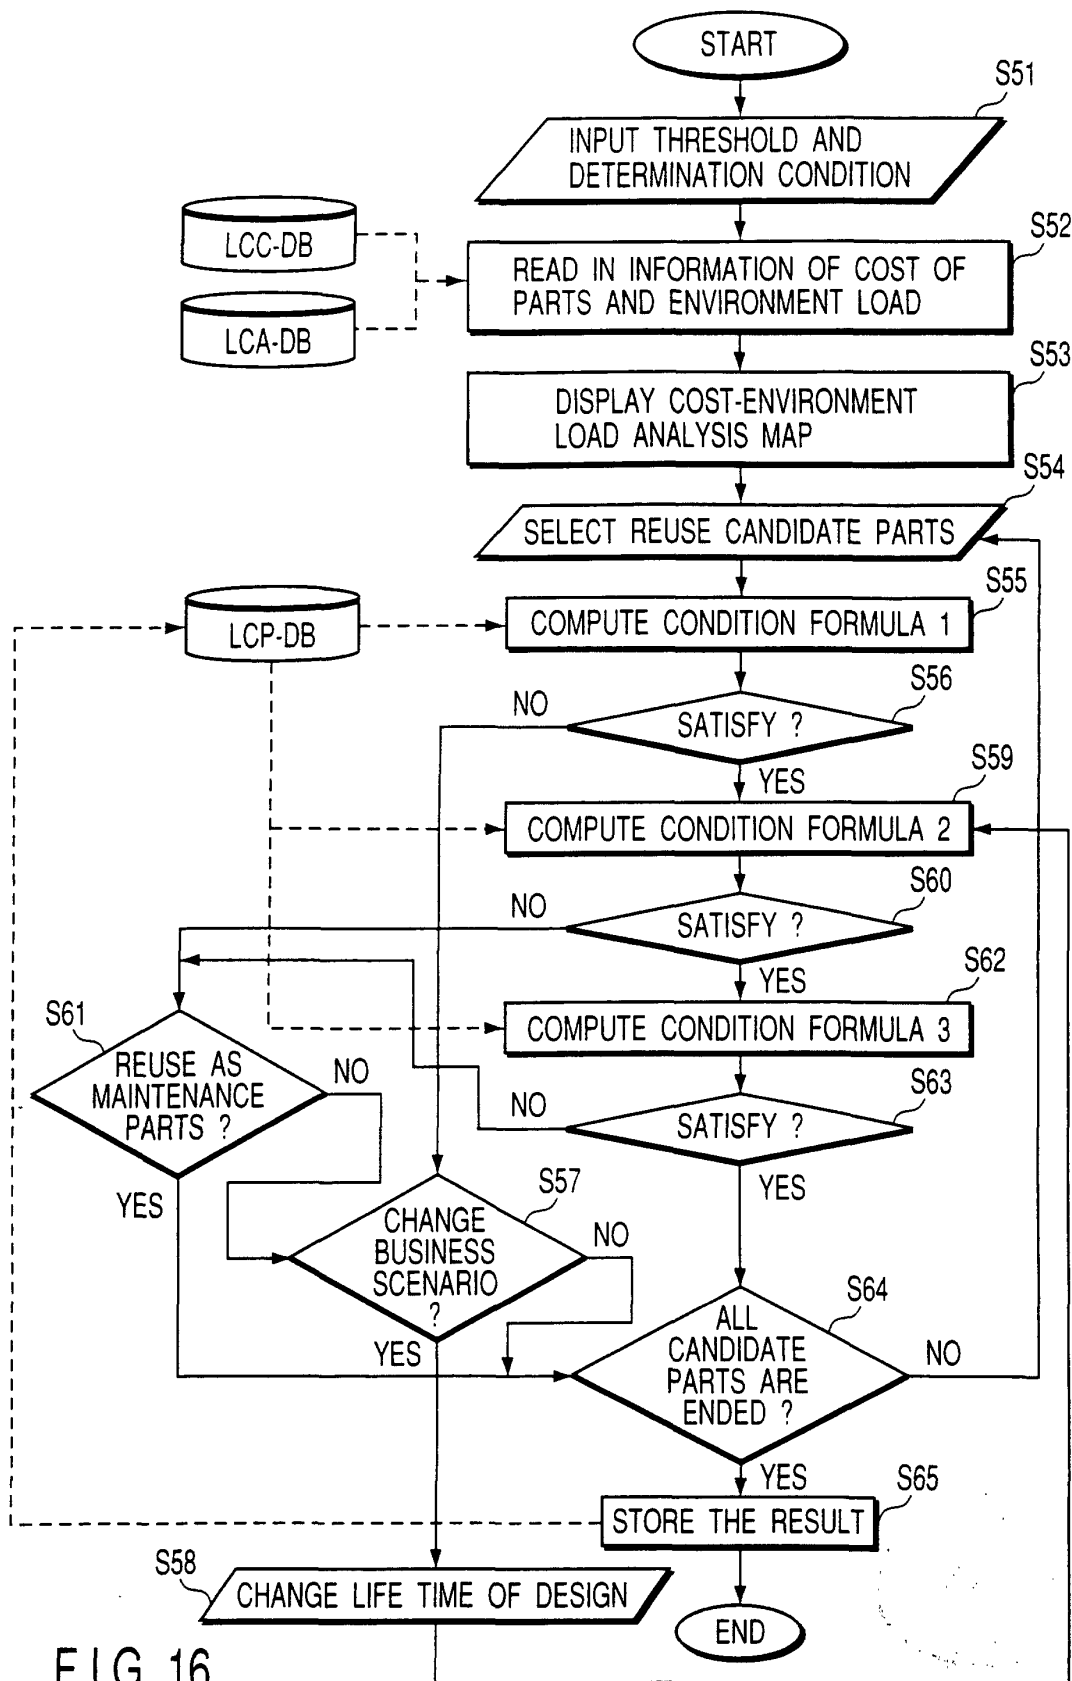 START
S51
INPUT THRESHOLD AND
DETERMINATION CONDITION
LCC-DB
S52
READ IN INFORMATION OF COST OF
PARTS AND ENVIRONMENT LOAD
LCA-DB
S53
DISPLAY COST-ENVIRONMENT
LOAD ANALYSIS MAP
S54
SELECT REUSE CANDIDATE PARTS
S55
LCP-DB
COMPUTE CONDITION FORMULA 1
S56
NO
SATISFY ?
YES
S59
COMPUTE CONDITION FORMULA 2
S60
NO
SATISFY ?
YES
S62
COMPUTE CONDITION FORMULA 3
S61
REUSE AS
MAINTENANCE
PARTS ?
NO
YES
S63
NO
SATISFY ?
YES
S57
CHANGE
BUSINESS
SCENARIO
?
NO
YES
S64
ALL
CANDIDATE
PARTS ARE
ENDED ?
NO
YES
S65
STORE THE RESULT
S58
CHANGE LIFE TIME OF DESIGN
END
FIG. 16